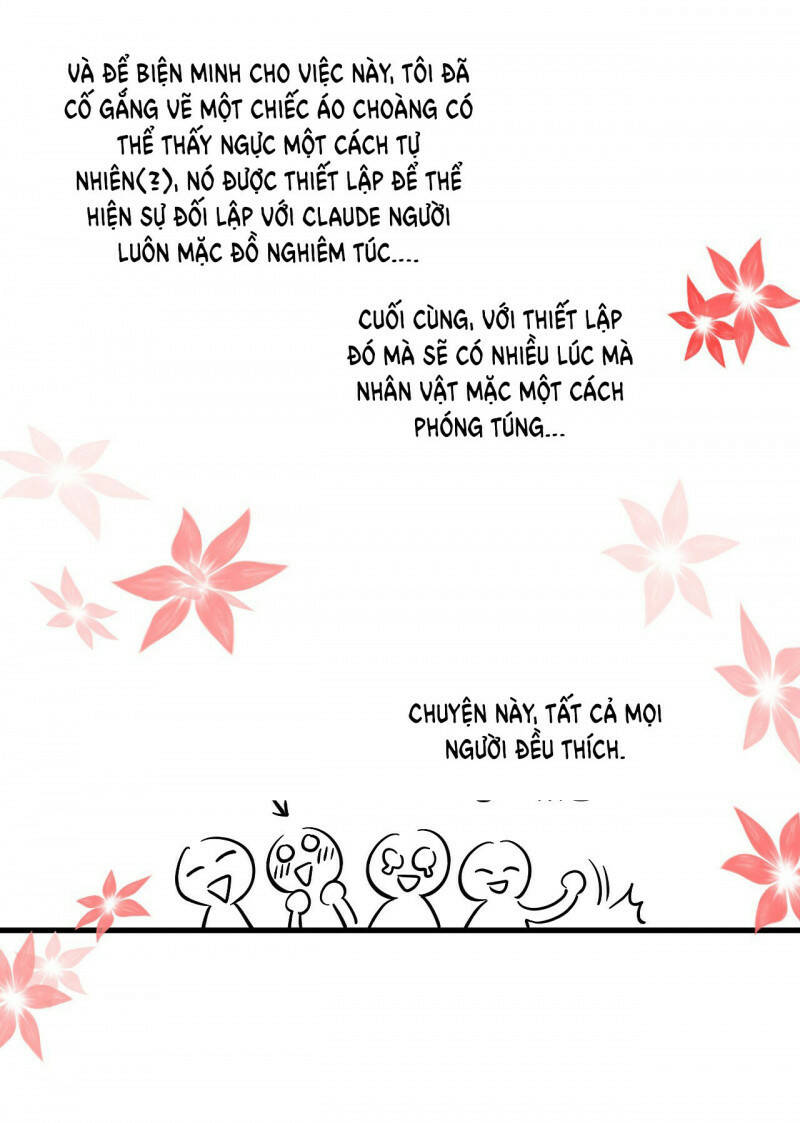 VÀ ĐỂ BIỆN MINH CHO VIỆC NÀY, TÔI ĐÃ
CỐ GẮNG VẼ MỘT CHIẾC ÁO CHOÀNG CÓ
THỂ THẤY NGỰC MỘT CÁCH TỰ
NHIÊN(?), NÓ ĐƯỢC THIẾT LẬP ĐỂ THỂ
HIỆN SỰ ĐỐI LẬP VỚI CLAUDE NGƯỜI
LUÔN MẶC ĐỒ NGHIÊM TÚC....
CUỐI CÙNG, VỚI THIẾT LẬP
ĐÓ MÀ SẼ CÓ NHIỀU LÚC MÀ
NHÂN VẬT MẶC MỘT CÁCH
PHÓNG TÚNG...
CHUYỆN NÀY, TẤT CẢ MỌI
NGƯỜI ĐỀU THÍCH.